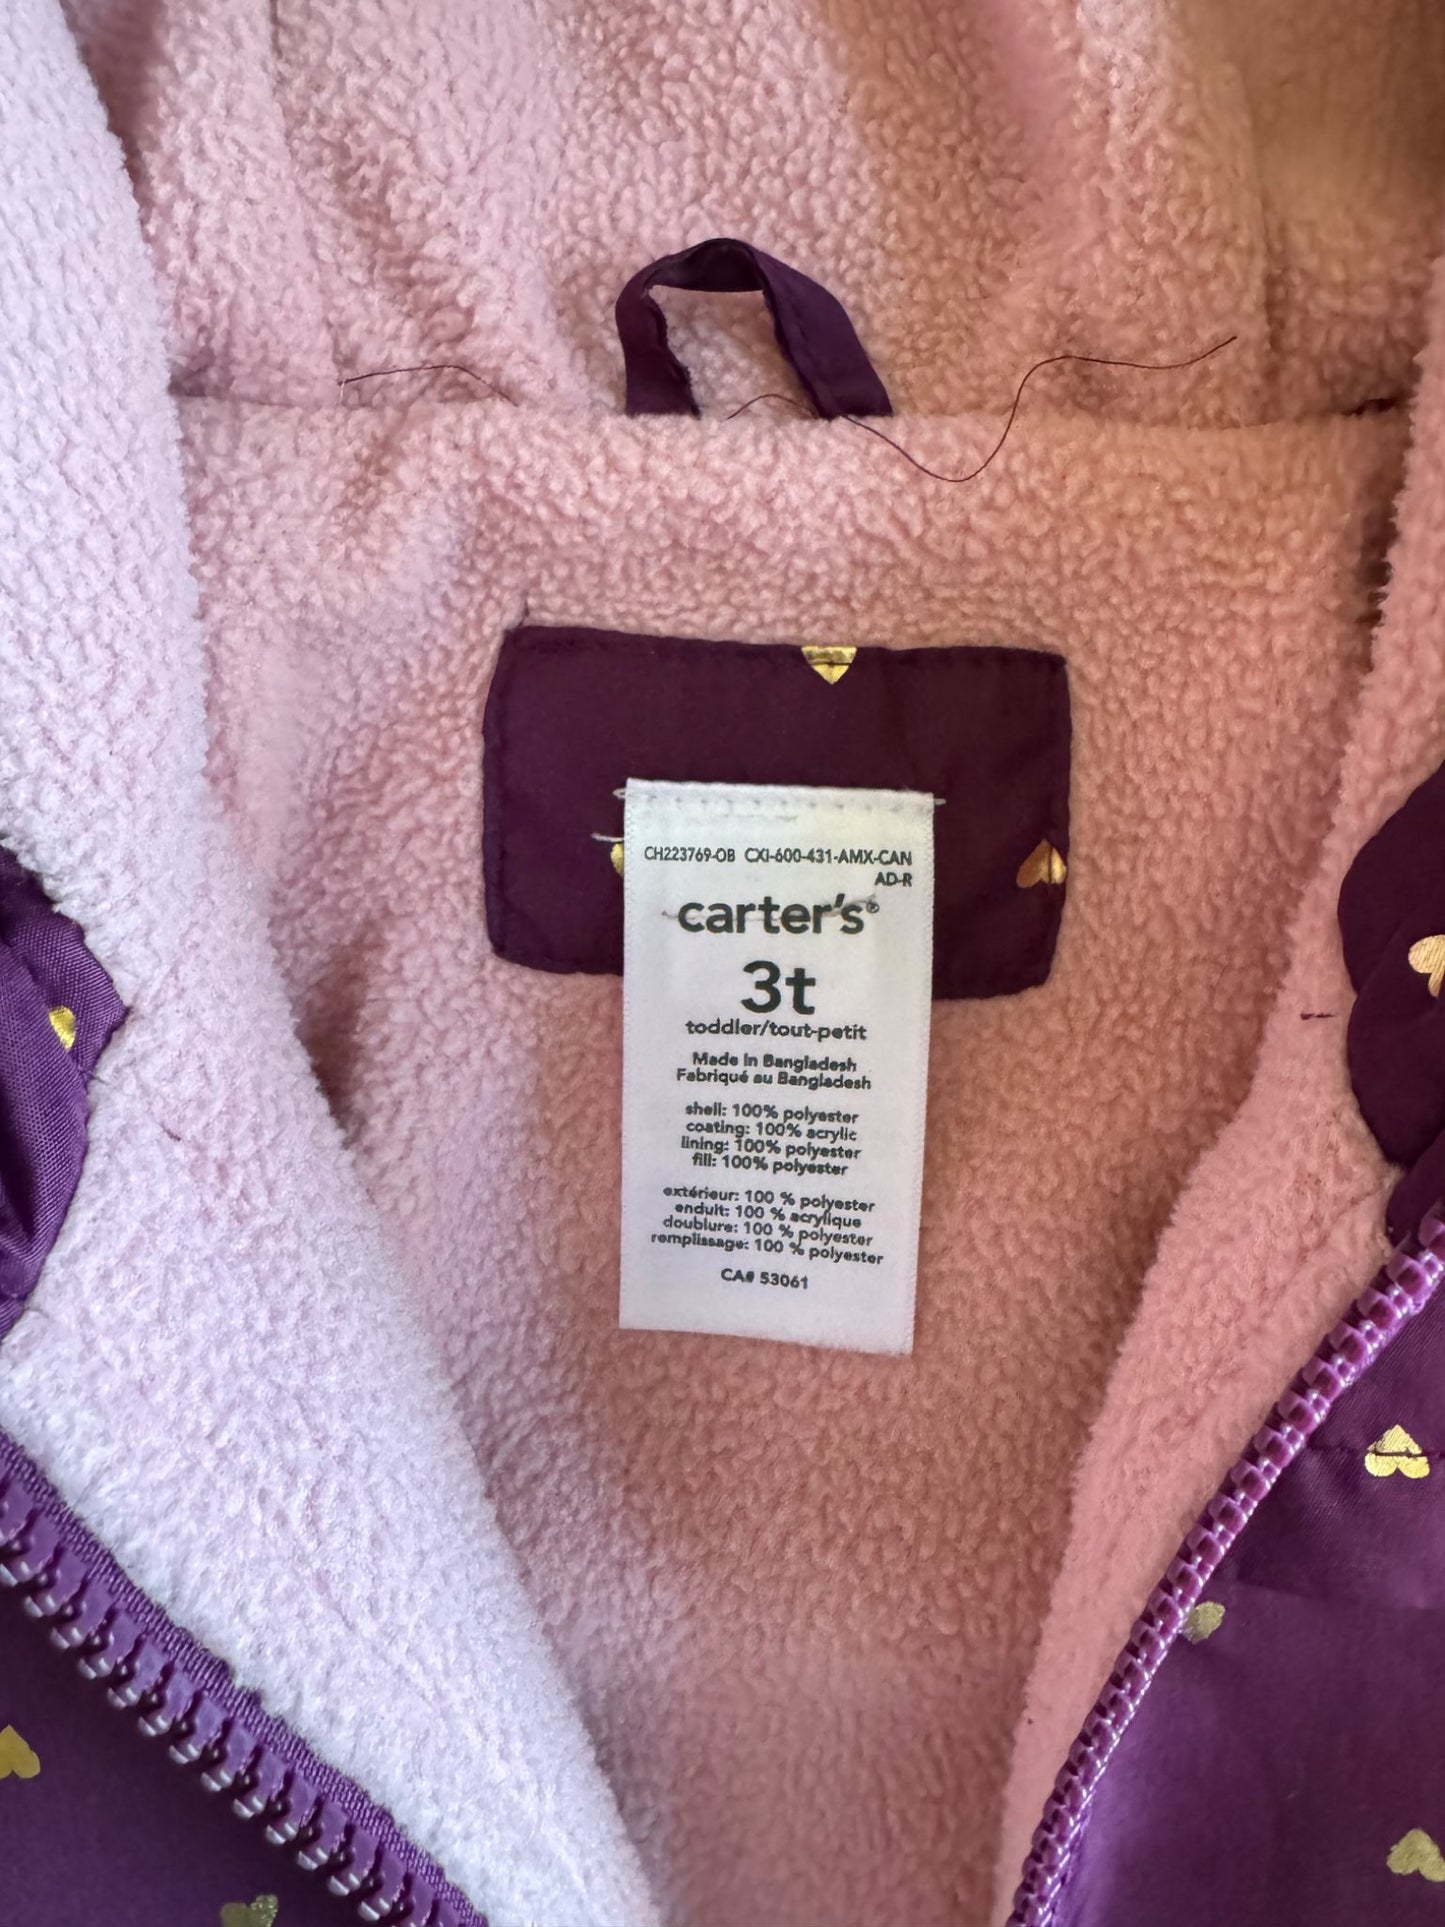 CH223769-OB CXI-600-431-AMX-CAN
AD-R
carter's®
3t
toddler/tout-petit
Made in Bangladesh
Fabriqué au Bangladesh
shell: 100% polyester
coating: 100% acrylic
lining: 100% polyester
fill: 100% polyester
extérieur: 100 % polyester
enduit: 100 % acrylique
doublure: 100 % polyester
remplissage: 100 % polyester
CA# 53061